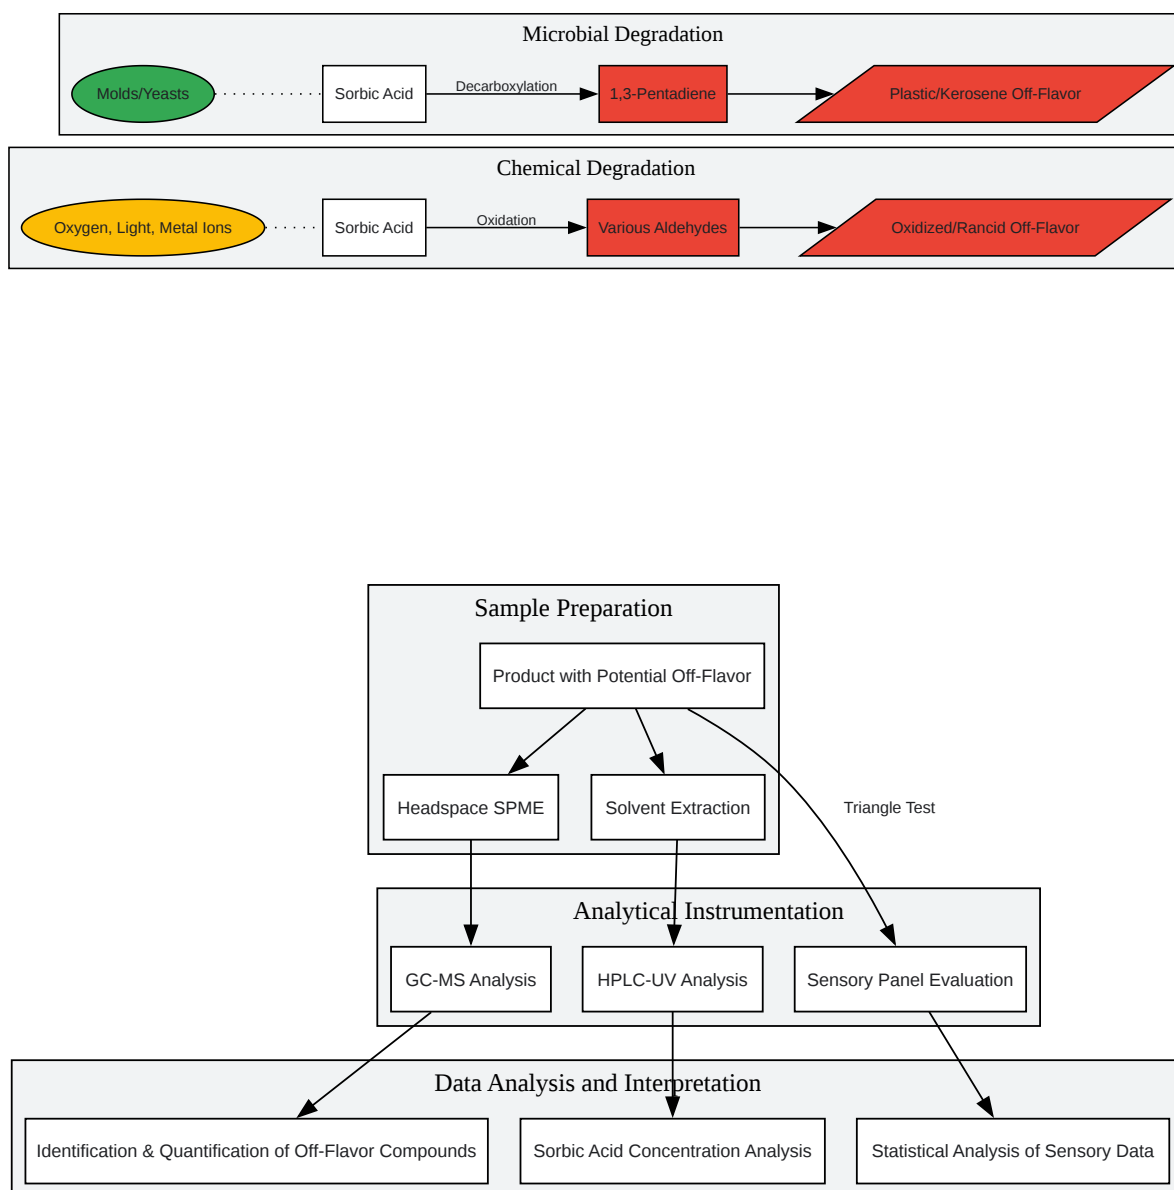 Microbial Degradation
Molds/Yeasts
Sorbic Acid
Decarboxylation
1,3-Pentadiene
Plastic/Kerosene Off-Flavor
Chemical Degradation
Oxygen, Light, Metal Ions
Sorbic Acid
Oxidation
Various Aldehydes
Oxidized/Rancid Off-Flavor
Sample Preparation
Product with Potential Off-Flavor
Headspace SPME
Solvent Extraction
Triangle Test
Analytical Instrumentation
GC-MS Analysis
HPLC-UV Analysis
Sensory Panel Evaluation
Data Analysis and Interpretation
Identification & Quantification of Off-Flavor Compounds
Sorbic Acid Concentration Analysis
Statistical Analysis of Sensory Data